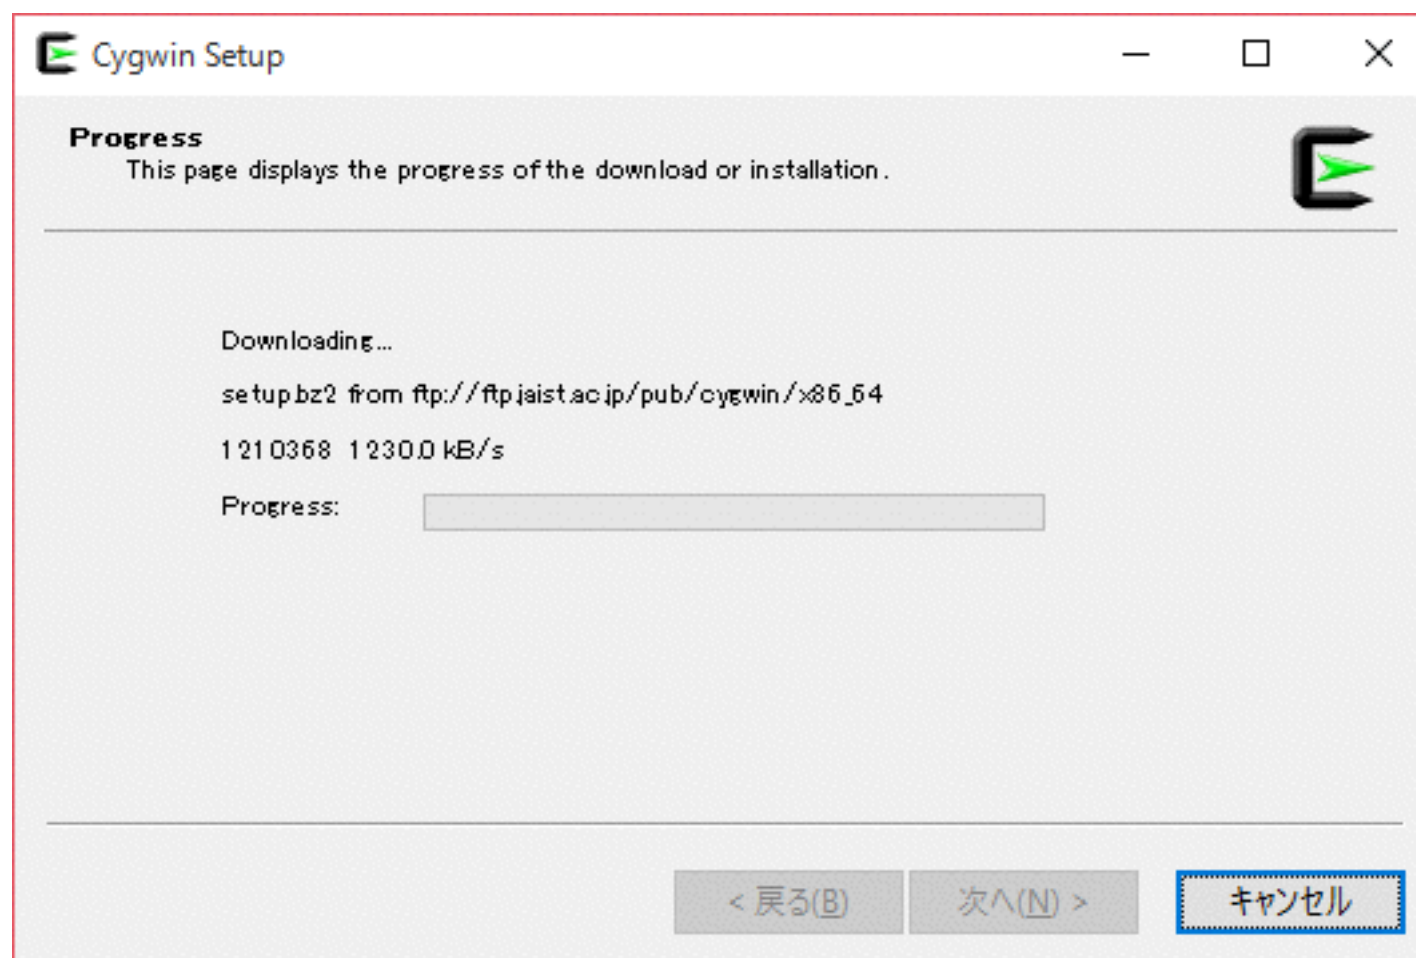 Cygwin Setup
Progress
This page displays the progress of the download or installation.
Downloading...
setup.bz2 from ftp://ftp.jaist.ac.jp/pub/cygwin/x86_64
1210368 1230.0 kB/s
Progress:
< 戻る(B) 次へ(N) > キャンセル